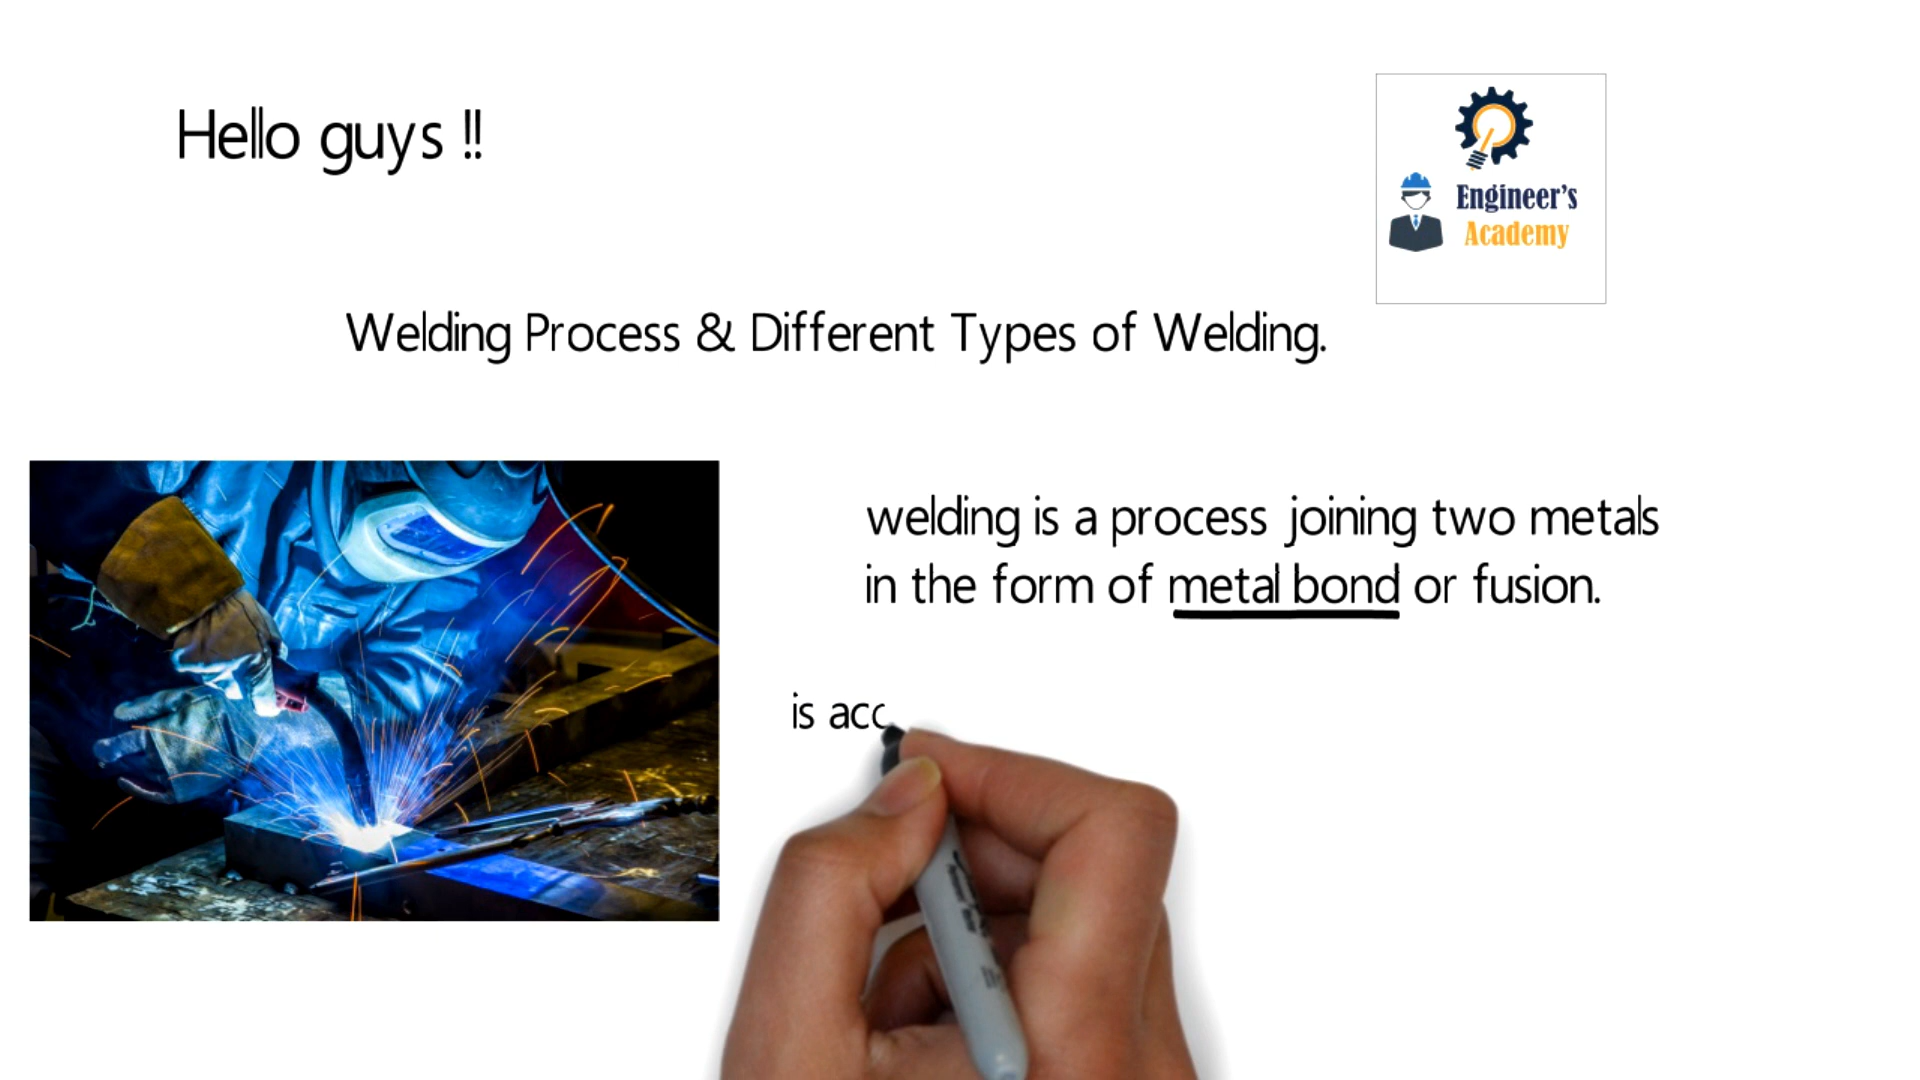 Hello guys !!
Engineer's
Academy
Welding Process & Different Types of Welding.
welding is a process joining two metals
in the form of metal bond or fusion.
is acc